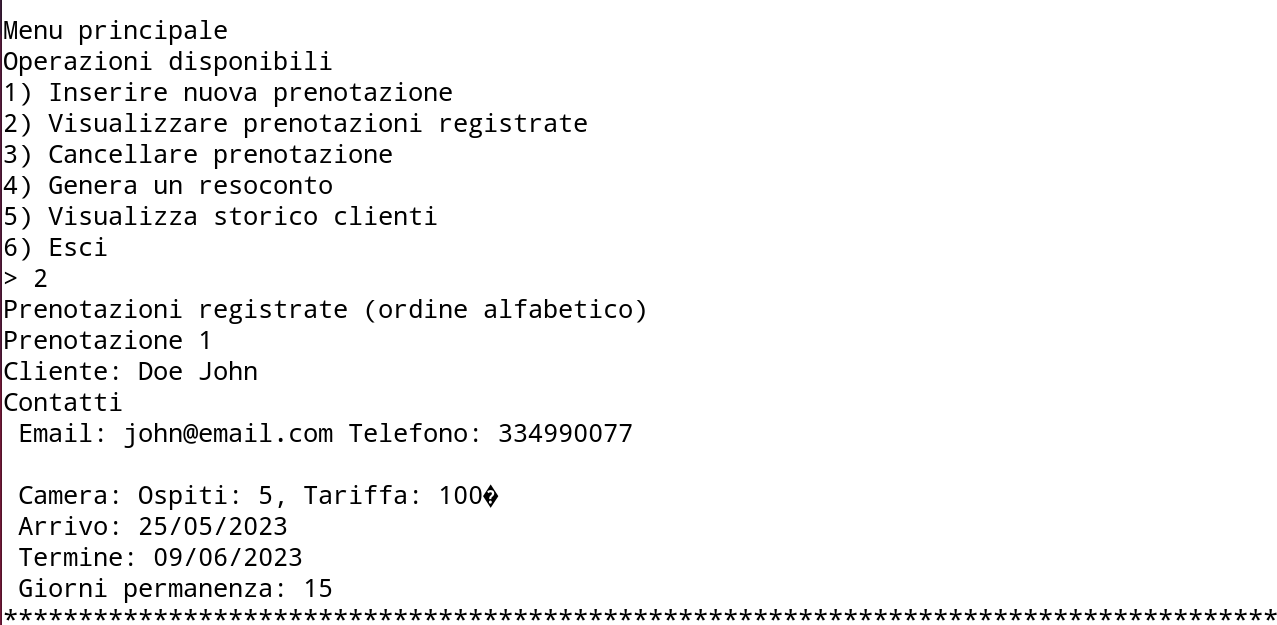 Menu principale
Operazioni disponibili
1) Inserire nuova prenotazione
2) Visualizzare prenotazioni registrate
3) Cancellare prenotazione
4) Genera un resoconto
5) Visualizza storico clienti
6) Esci
> 2
Prenotazioni registrate (ordine alfabetico)
Prenotazione 1
Cliente: Doe John
Contatti
Email: john@email.com Telefono: 334990077
Camera: Ospiti: 5, Tariffa: 100�
Arrivo: 25/05/2023
Termine: 09/06/2023
Giorni permanenza: 15
*************************************************************************************